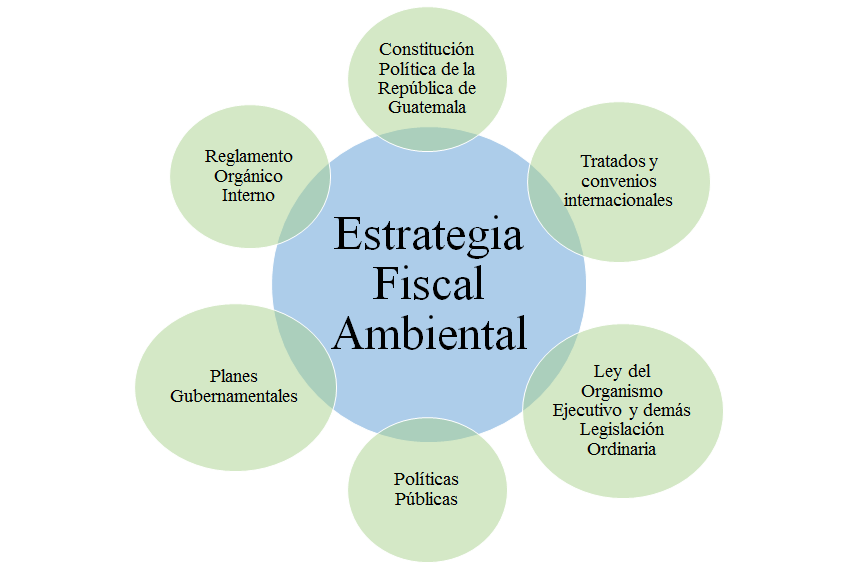 Constitución
Política de la
República de
Guatemala
Tratados y
convenios
internacionales
Ley del
Organismo
Ejecutivo y demás
Legislación
Ordinaria
Políticas
Públicas
Planes
Gubernamentales
Reglamento
Orgánico
Interno
Estrategia
Fiscal
Ambiental